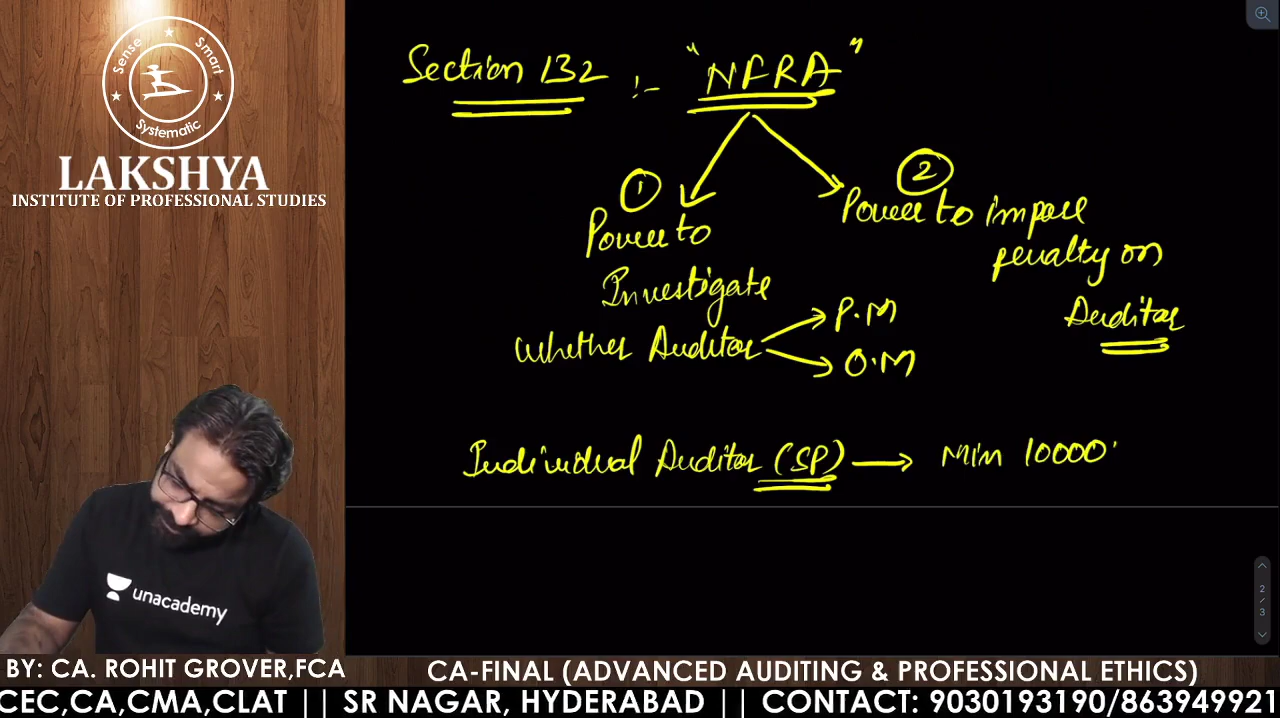 Sense
Smart
Systematic
LAKSHYA
INSTITUTE OF PROFESSIONAL STUDIES
Section 132 :- "NFRA"
1
Power to
Investigate
whether Auditor
P.M
O.M
2
Power to impose
penalty on
Auditor
Individual Auditor (SP) → Min 10000
unacademy
2
/
3
BY: CA. ROHIT GROVER,FCA
CA-FINAL (ADVANCED AUDITING & PROFESSIONAL ETHICS)
CEC,CA,CMA,CLAT || SR NAGAR, HYDERABAD || CONTACT: 9030193190/863949921